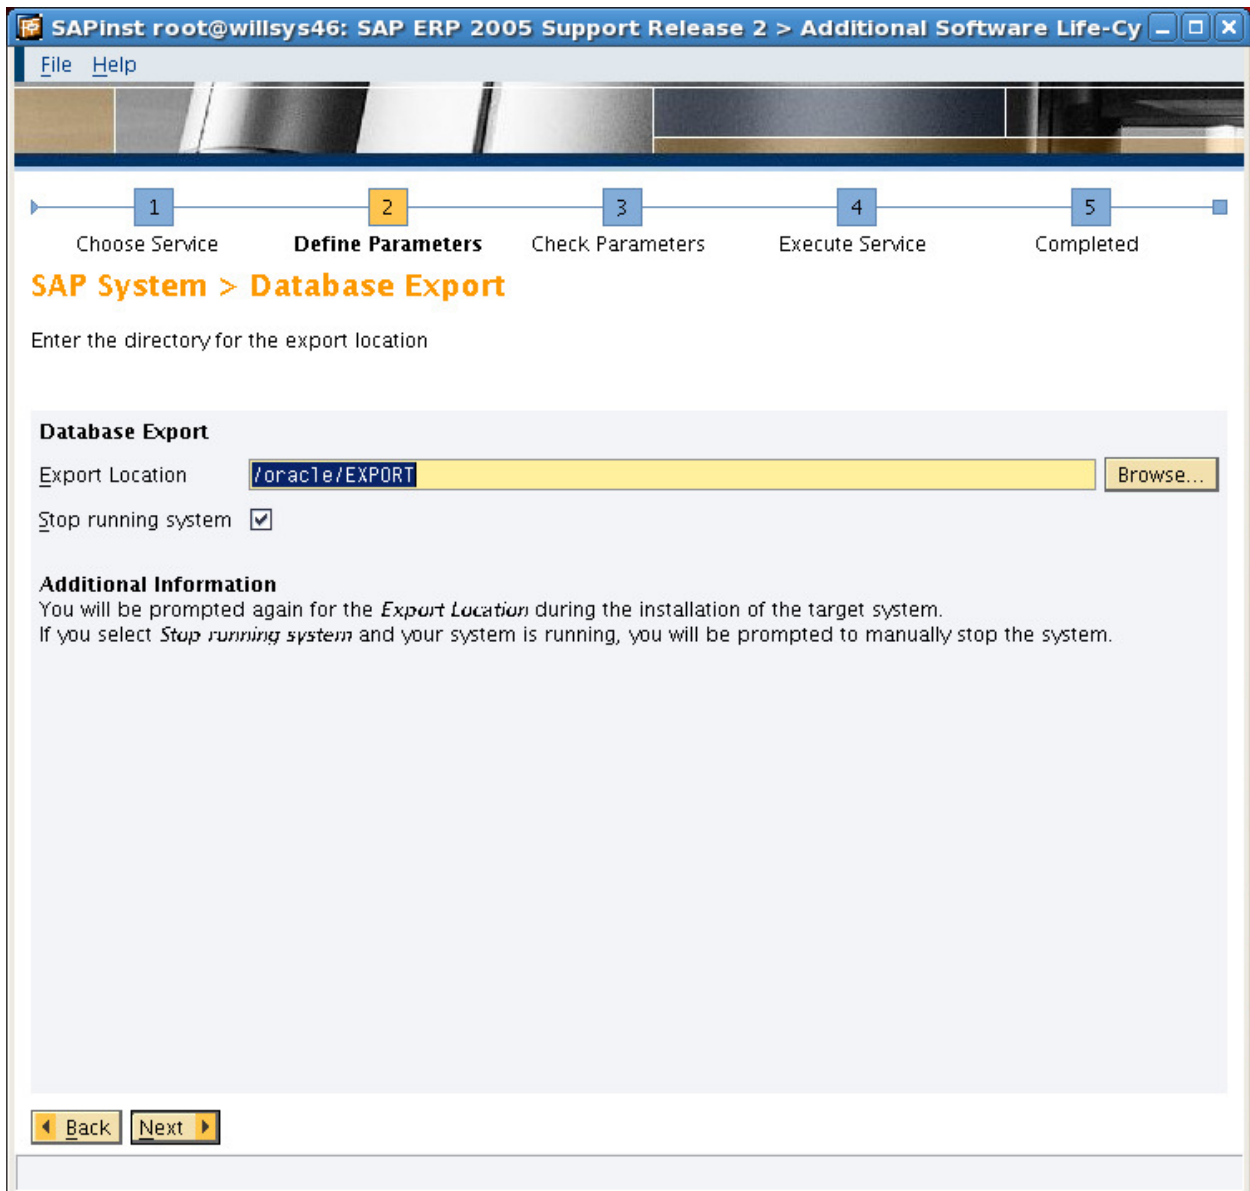 SAPinst root@willsys46: SAP ERP 2005 Support Release 2 > Additional Software Life-Cy
File Help
1 2 3 4 5
Choose Service Define Parameters Check Parameters Execute Service Completed
SAP System > Database Export
Enter the directory for the export location
Database Export
Export Location /oracle/EXPORT Browse...
Stop running system
Additional Information
You will be prompted again for the Export Location during the installation of the target system.
If you select Stop running system and your system is running, you will be prompted to manually stop the system.
Back Next